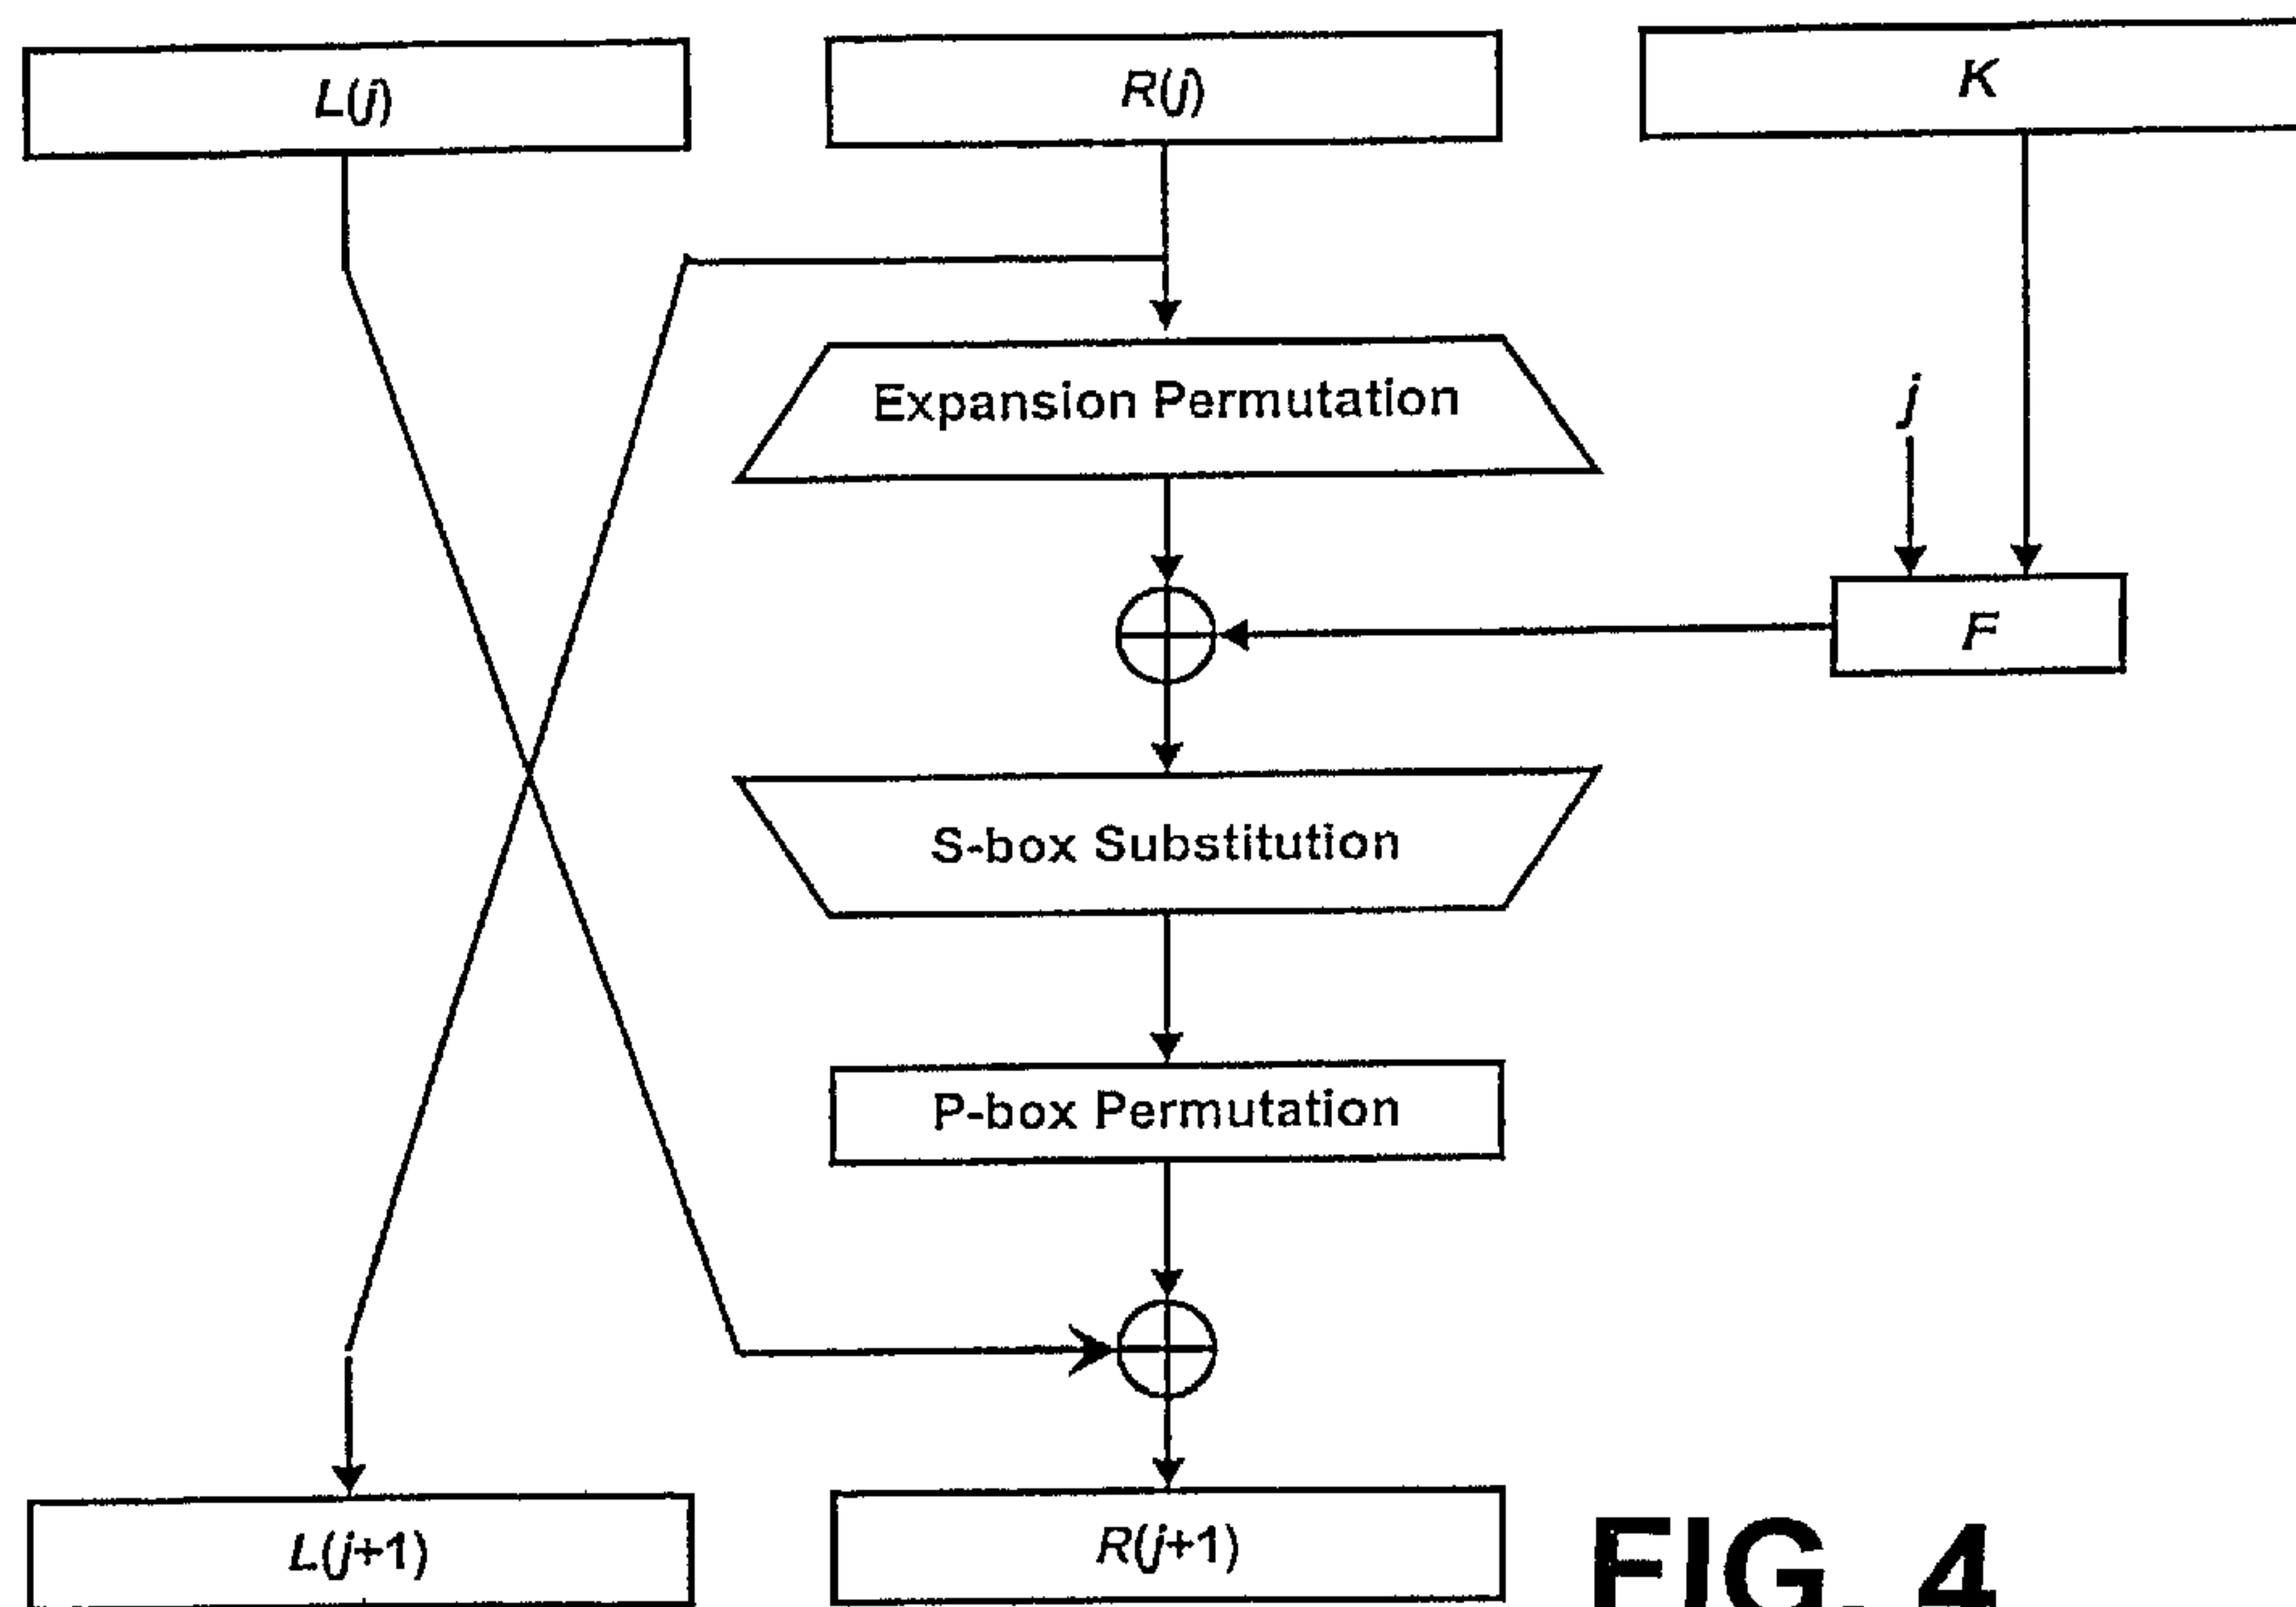 L(j)
R(j)
K
Expansion Permutation
j
F
S-box Substitution
P-box Permutation
L(j+1)
R(j+1)
FIG. 4